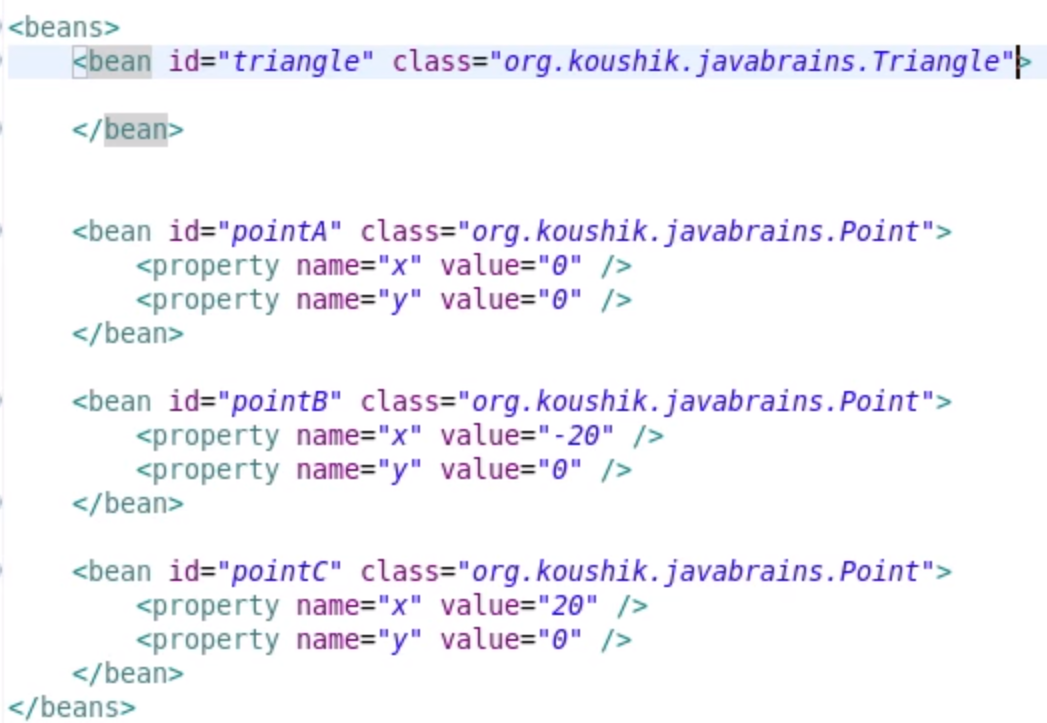 <beans>
    <bean id="triangle" class="org.koushik.javabrains.Triangle">
    </bean>
    <bean id="pointA" class="org.koushik.javabrains.Point">
        <property name="x" value="0" />
        <property name="y" value="0" />
    </bean>
    <bean id="pointB" class="org.koushik.javabrains.Point">
        <property name="x" value="-20" />
        <property name="y" value="0" />
    </bean>
    <bean id="pointC" class="org.koushik.javabrains.Point">
        <property name="x" value="20" />
        <property name="y" value="0" />
    </bean>
</beans>